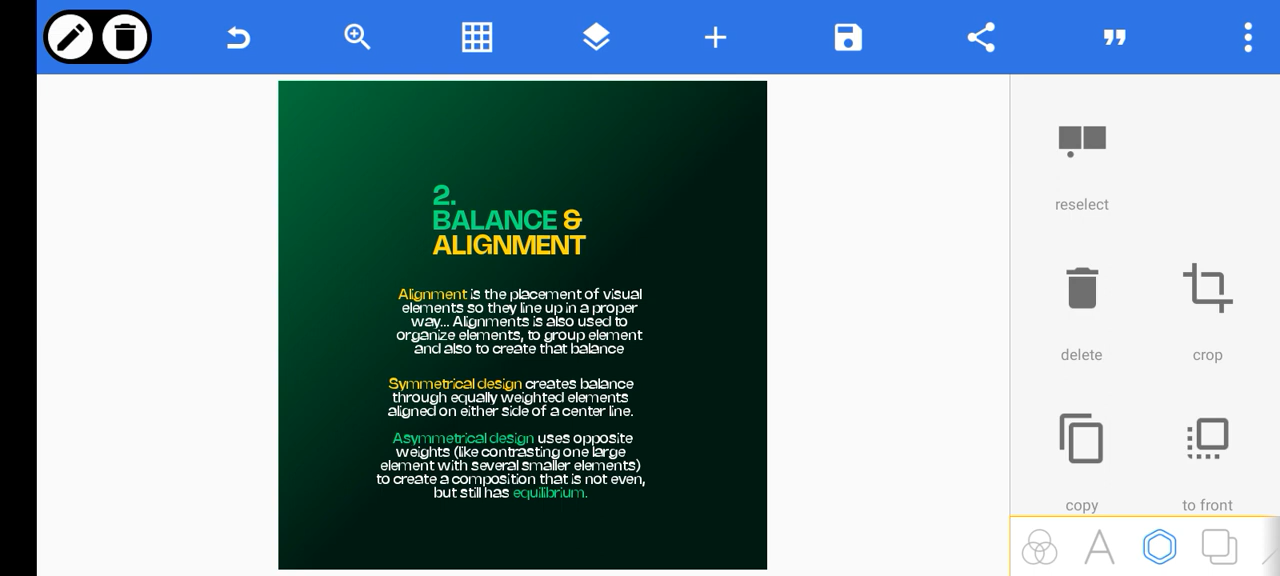 2.
BALANCE &
ALIGNMENT
Alignment is the placement of visual
elements so they line up in a proper
way... Alignments is also used to
organize elements, to group element
and also to create that balance
Symmetrical design creates balance
through equally weighted elements
aligned on either side of a center line.
Asymmetrical design uses opposite
weights (like contrasting one large
element with several smaller elements)
to create a composition that is not even,
but still has equilibrium.
reselect
delete crop
copy to front